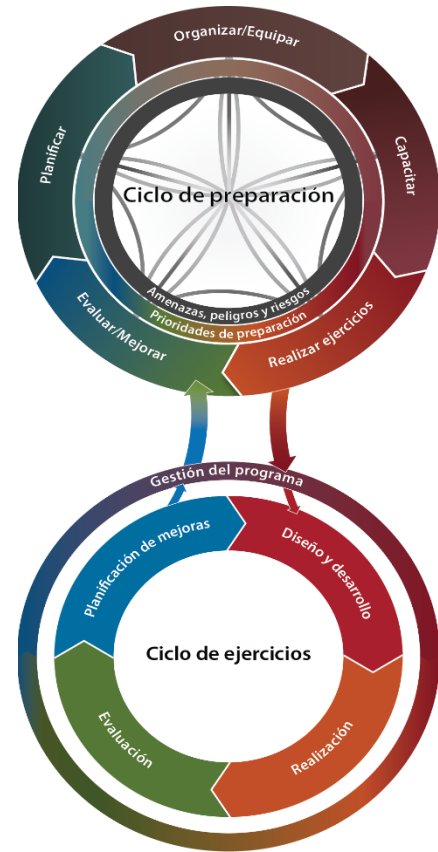 Organizar/Equipar
Planificar
Capacitar
Ciclo de preparación
Amenazas, peligros y riesgos
Prioridades de preparación
Evaluar/Mejorar
Realizar ejercicios
Gestión del programa
Planificación de mejoras
Diseño y desarrollo
Ciclo de ejercicios
Evaluación
Realización